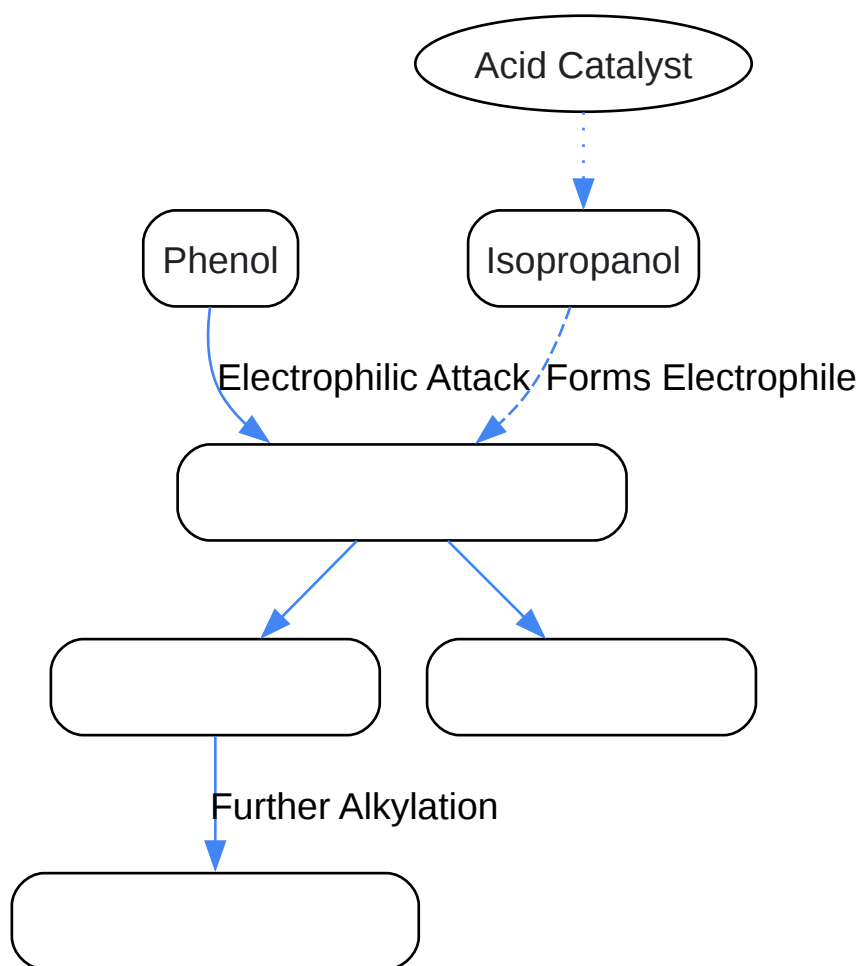 Acid Catalyst
Phenol
Isopropanol
Electrophilic Attack
Forms Electrophile
Further Alkylation